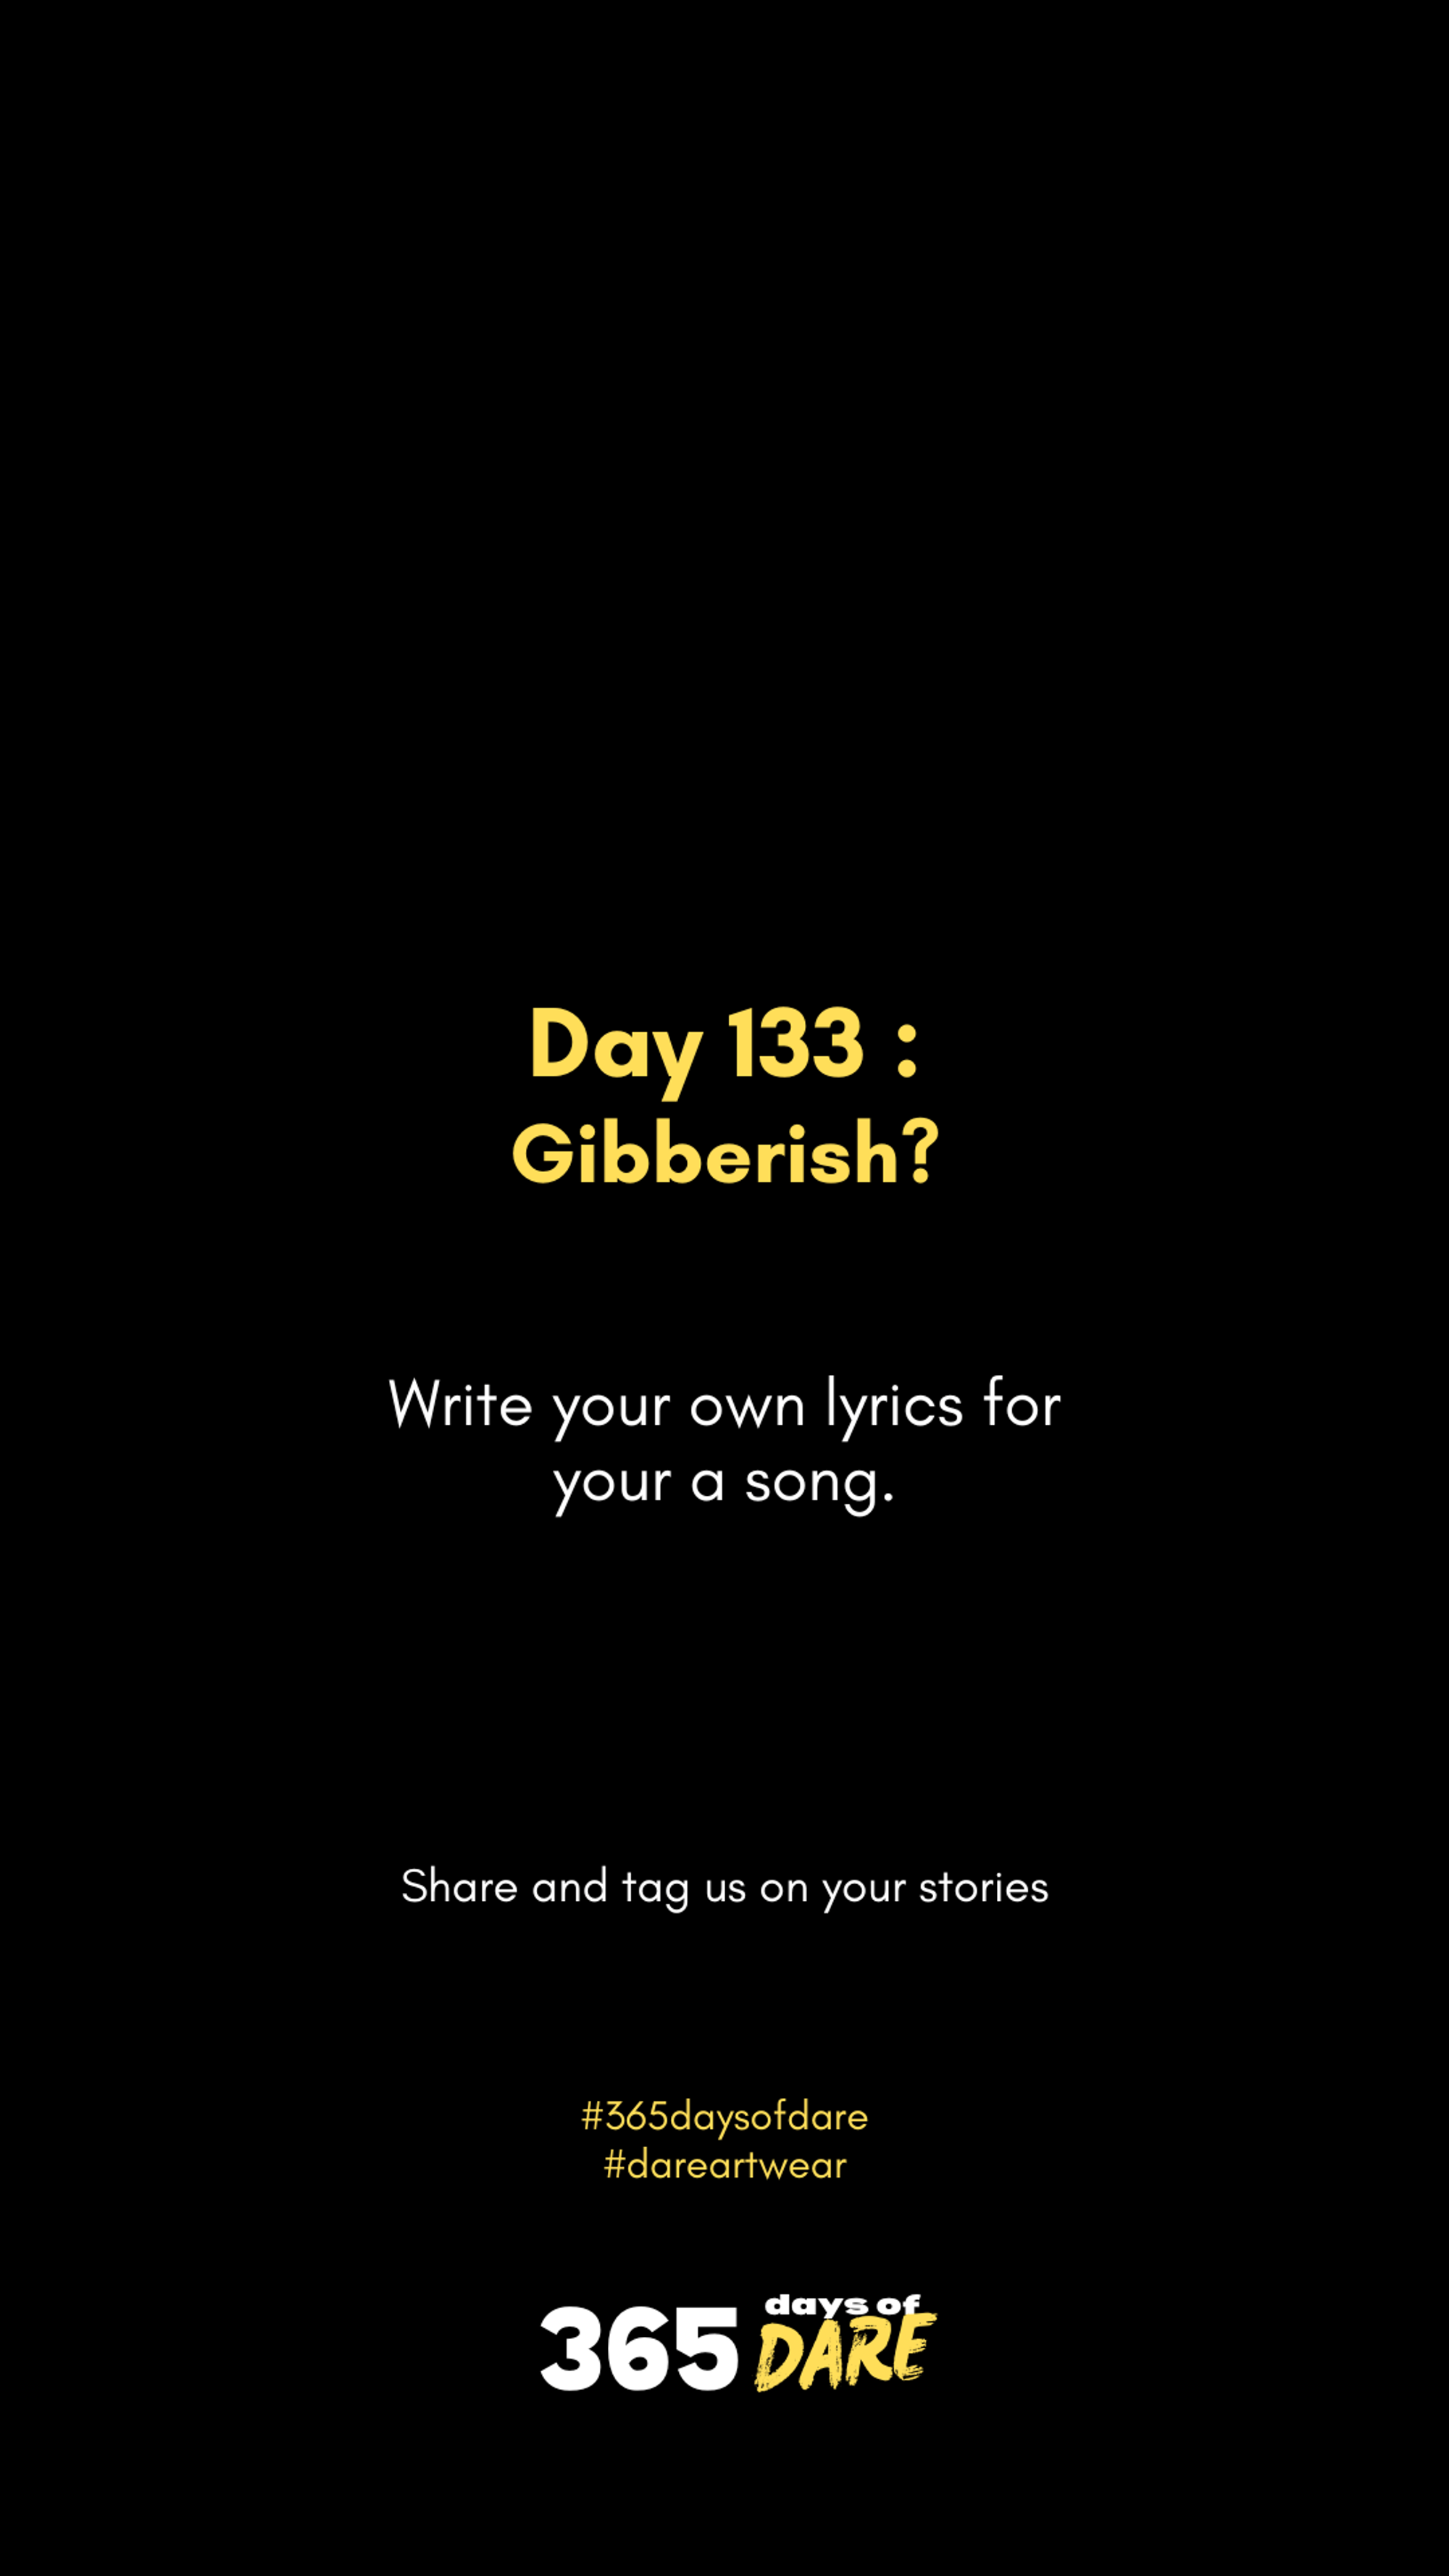 Day 133 :
Gibberish?
Write your own lyrics for
your a song.
Share and tag us on your stories
#365daysofdare
#dareartwear
365 days of
DARE